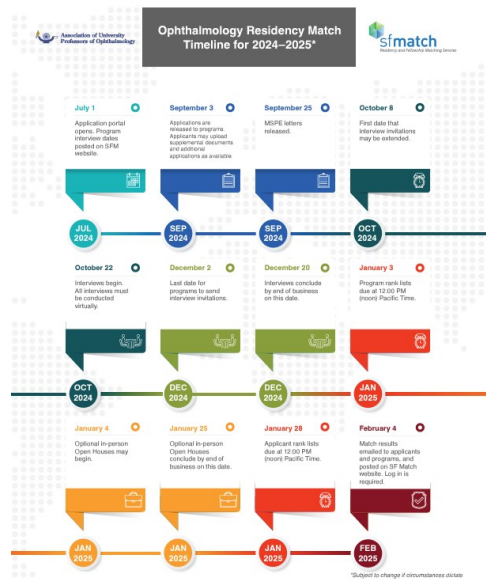 Association of University
Professors of Ophthalmology
Ophthalmology Residency Match
Timeline for 2024–2025*
sfmatch
Residency and Fellowship Matching Services
July 1
Application portal
opens. Program
interview dates
posted on SFM
website.
September 3
Applications are
released to programs.
Applicants may upload
supplemental documents
and additional
applications as available
September 25
MSPE letters
released.
October 8
First date that
interview invitations
may be extended.
JUL
2024
SEP
2024
SEP
2024
OCT
2024
October 22
Interviews begin.
All interviews must
be conducted
virtually.
December 2
Last date for
programs to send
interview invitations.
December 20
Interviews conclude
by end of business
on this date.
January 3
Program rank lists
due at 12:00 PM
(noon) Pacific Time.
OCT
2024
DEC
2024
DEC
2024
JAN
2025
January 4
Optional in-person
Open Houses may
begin.
January 25
Optional in-person
Open Houses
conclude by end of
business on this date.
January 28
Applicant rank lists
due at 12:00 PM
(noon) Pacific Time.
February 4
Match results
emailed to applicants
and programs, and
posted on SF Match
website. Log in is
required.
JAN
2025
JAN
2025
JAN
2025
FEB
2025
*Subject to change if circumstances dictate